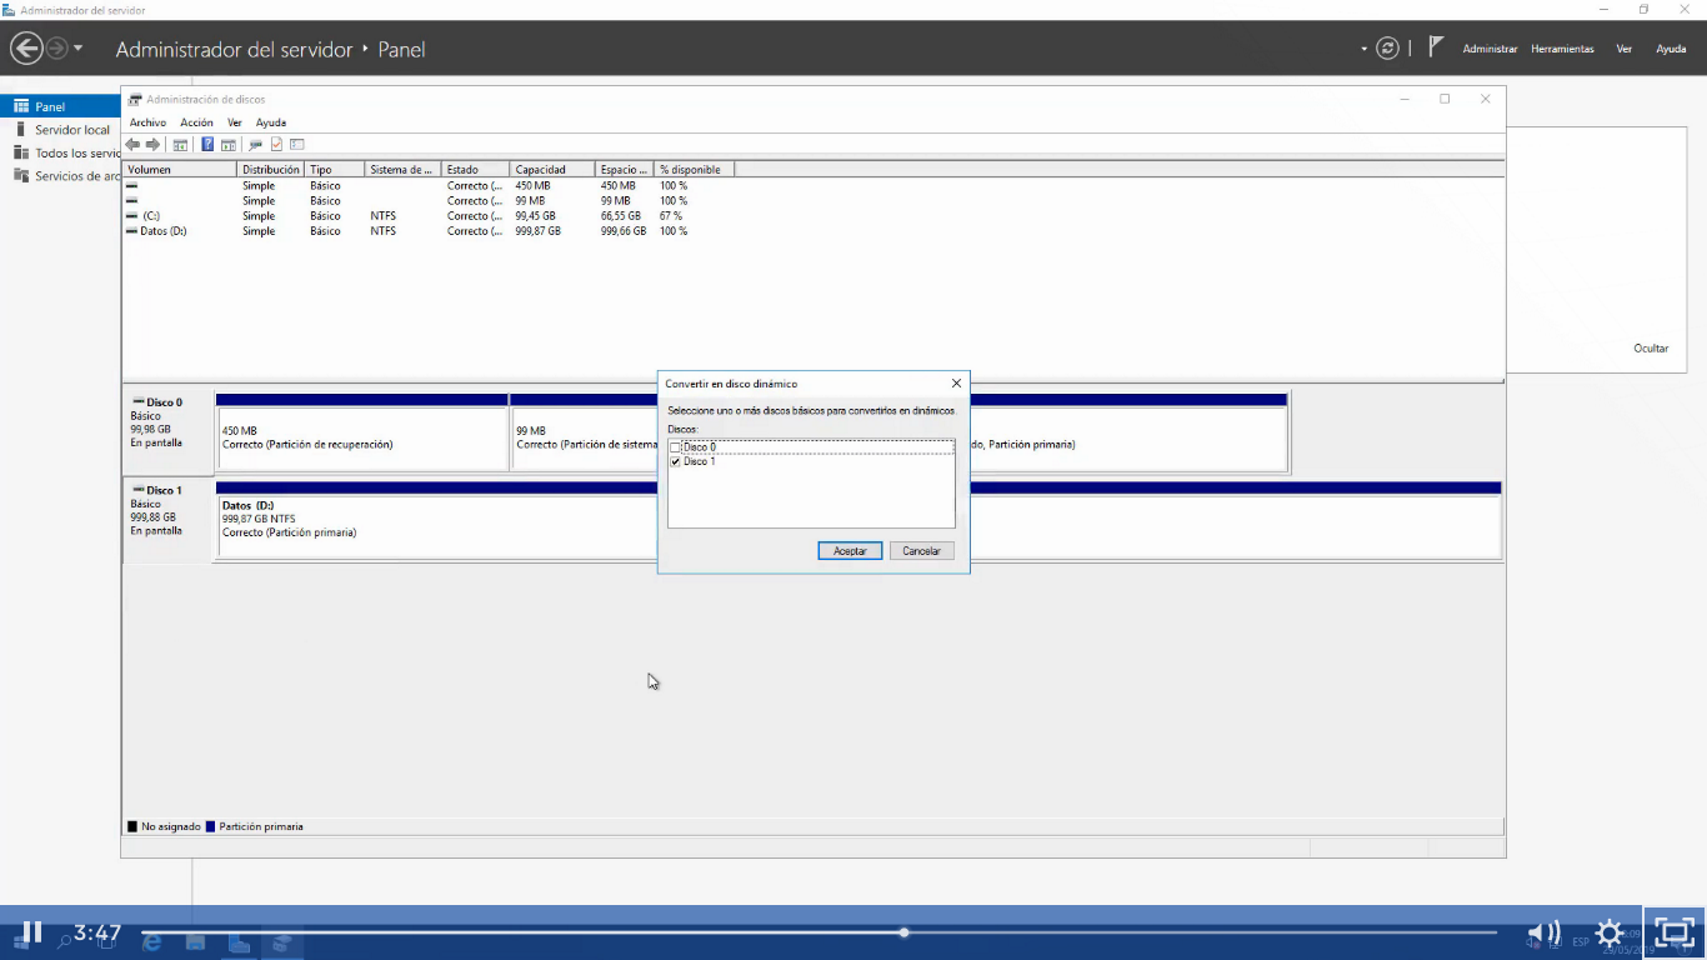 Administrador del servidor
Administrador del servidor ‣ Panel
Administrar Herramientas Ver Ayuda
Panel
Servidor local
Todos los servic
Servicios de arc
Administración de discos
Archivo Acción Ver Ayuda
Volumen Distribución Tipo Sistema de ... Estado Capacidad Espacio ... % disponible
Simple Básico Correcto (... 450 MB 450 MB 100 %
Simple Básico Correcto (... 99 MB 99 MB 100 %
(C:) Simple Básico NTFS Correcto (... 99,45 GB 66,55 GB 67 %
Datos (D:) Simple Básico NTFS Correcto (... 999,87 GB 999,66 GB 100 %
Ocultar
Convertir en disco dinámico
Seleccione uno o más discos básicos para convertirlos en dinámicos.
Discos:
Disco 0
Disco 1
Aceptar Cancelar
Disco 0
Básico
99,98 GB
En pantalla
450 MB
Correcto (Partición de recuperación)
99 MB
Correcto (Partición de sistema
do, Partición primaria)
Disco 1
Básico
999,88 GB
En pantalla
Datos (D:)
999,87 GB NTFS
Correcto (Partición primaria)
No asignado Partición primaria
3:47
ESP
29/05/2019